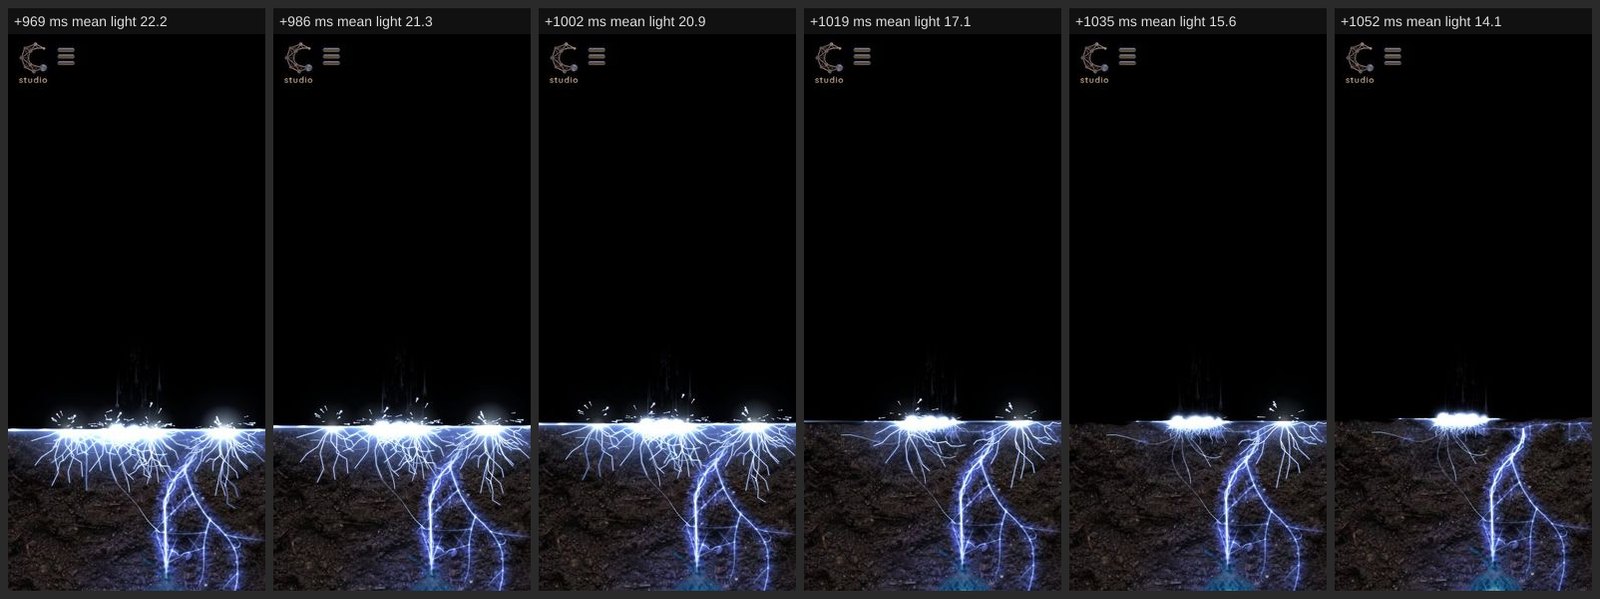 +969 ms mean light 22.2
studio
+986 ms mean light 21.3
studio
+1002 ms mean light 20.9
studio
+1019 ms mean light 17.1
studio
+1035 ms mean light 15.6
studio
+1052 ms mean light 14.1
studio